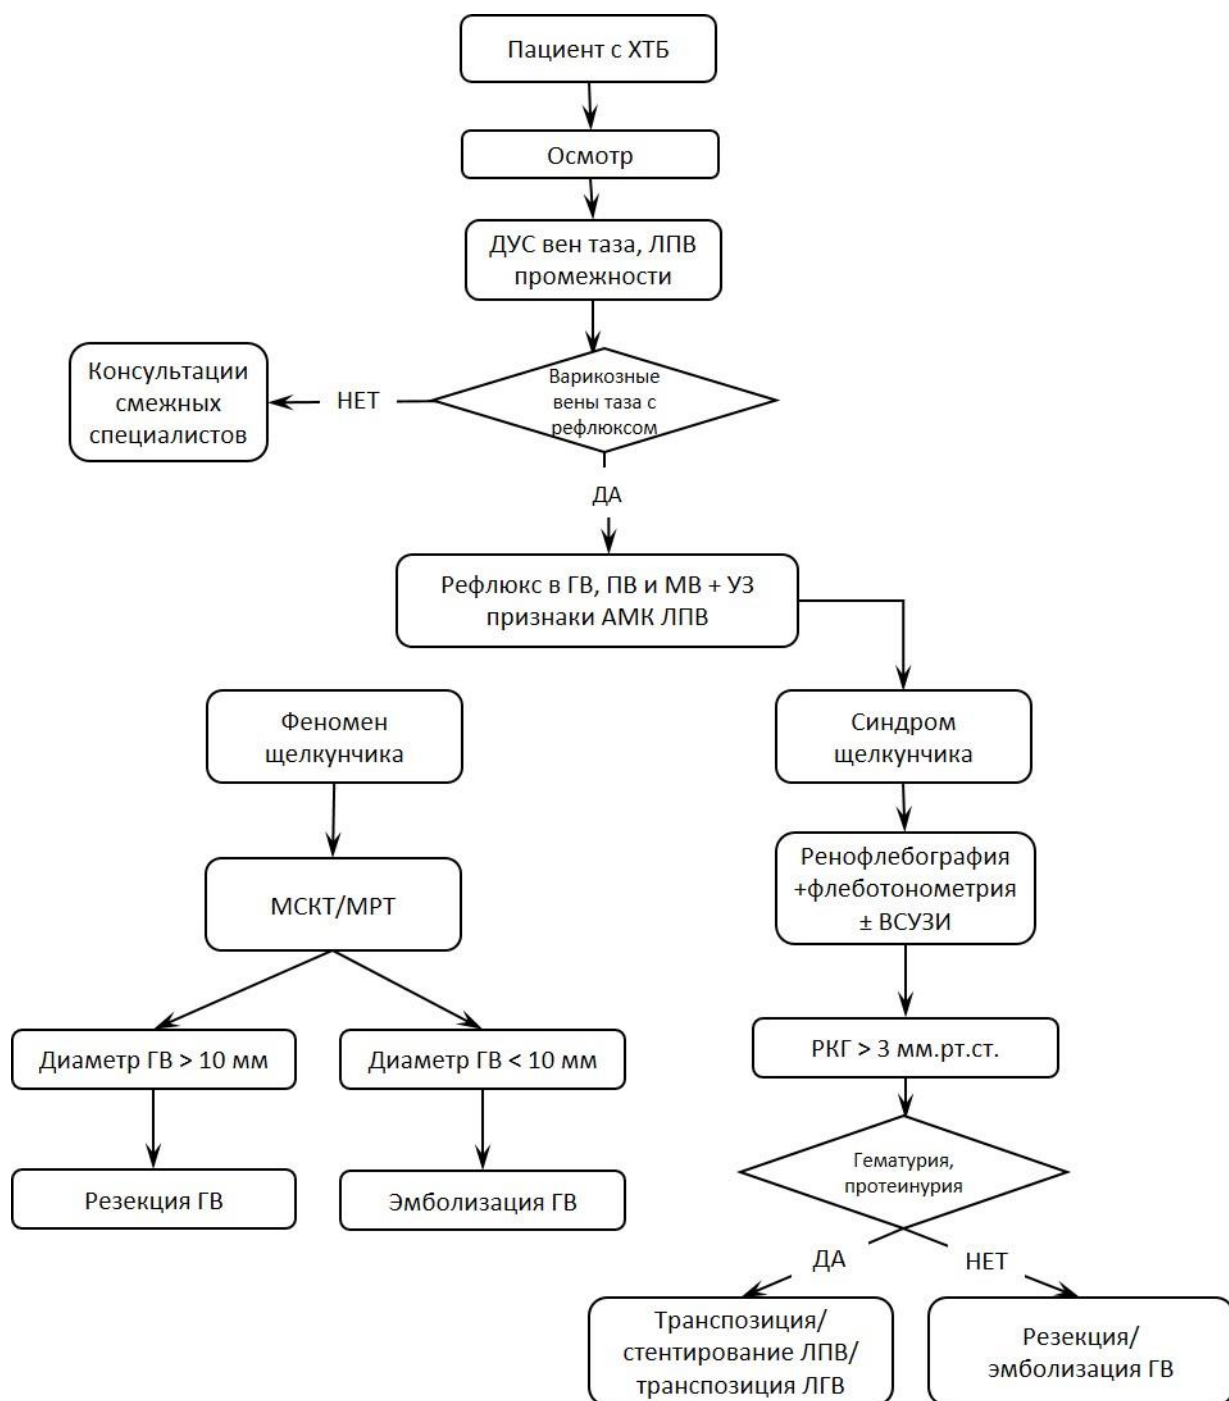 Пациент с ХТБ
Осмотр
ДУС вен таза, ЛПВ
промежности
Варикозные
вены таза с
рефлюксом
НЕТ
Консультации
смежных
специалистов
ДА
Рефлюкс в ГВ, ПВ и МВ + УЗ
признаки АМК ЛПВ
Феномен
щелкунчика
МСКТ/МРТ
Диаметр ГВ > 10 мм
Диаметр ГВ < 10 мм
Резекция ГВ
Эмболизация ГВ
Синдром
щелкунчика
Ренофлебография
+флеботонометрия
± ВСУЗИ
РКГ > 3 мм.рт.ст.
Гематурия,
протеинурия
ДА
НЕТ
Транспозиция/
стентирование ЛПВ/
транспозиция ЛГВ
Резекция/
эмболизация ГВ